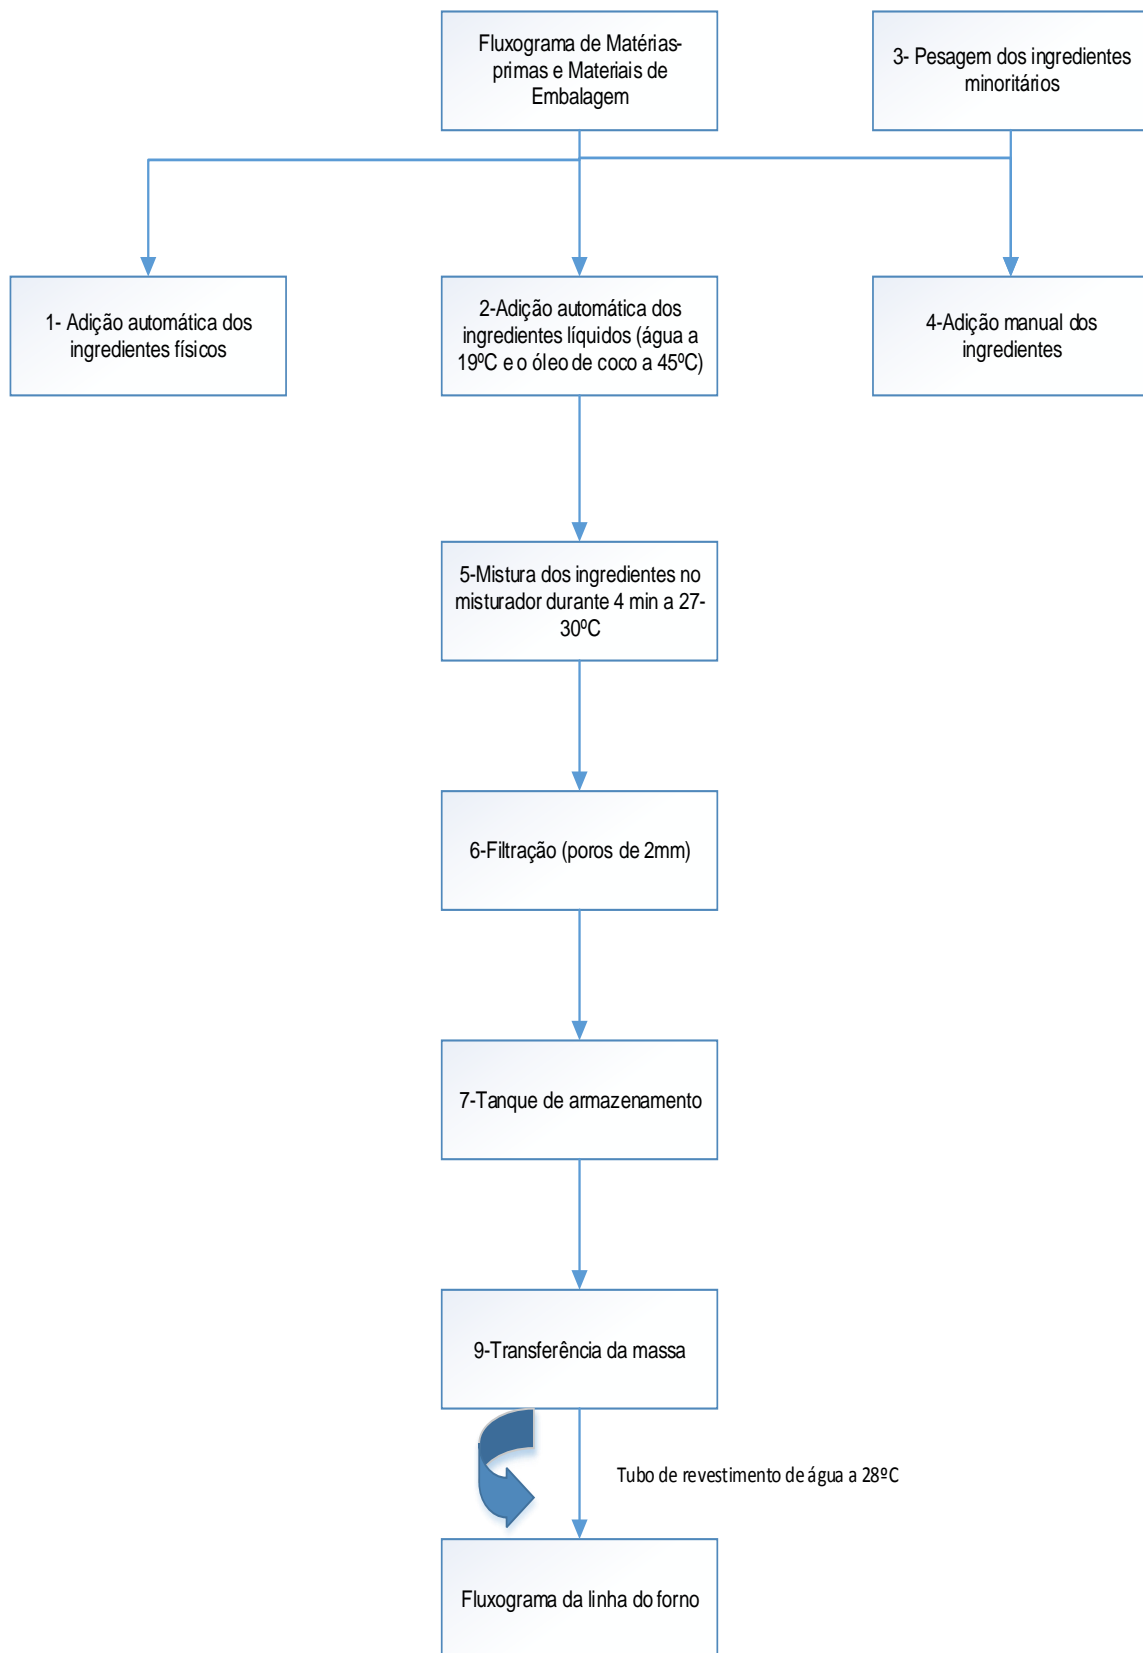 Fluxograma de Matérias-
primas e Materiais de
Embalagem
3- Pesagem dos ingredientes
minoritários
1- Adição automática dos
ingredientes físicos
2-Adição automática dos
ingredientes líquidos (água a
19ºC e o óleo de coco a 45ºC)
4-Adição manual dos
ingredientes
5-Mistura dos ingredientes no
misturador durante 4 min a 27-
30ºC
6-Filtração (poros de 2mm)
7-Tanque de armazenamento
9-Transferência da massa
Tubo de revestimento de água a 28ºC
Fluxograma da linha do forno